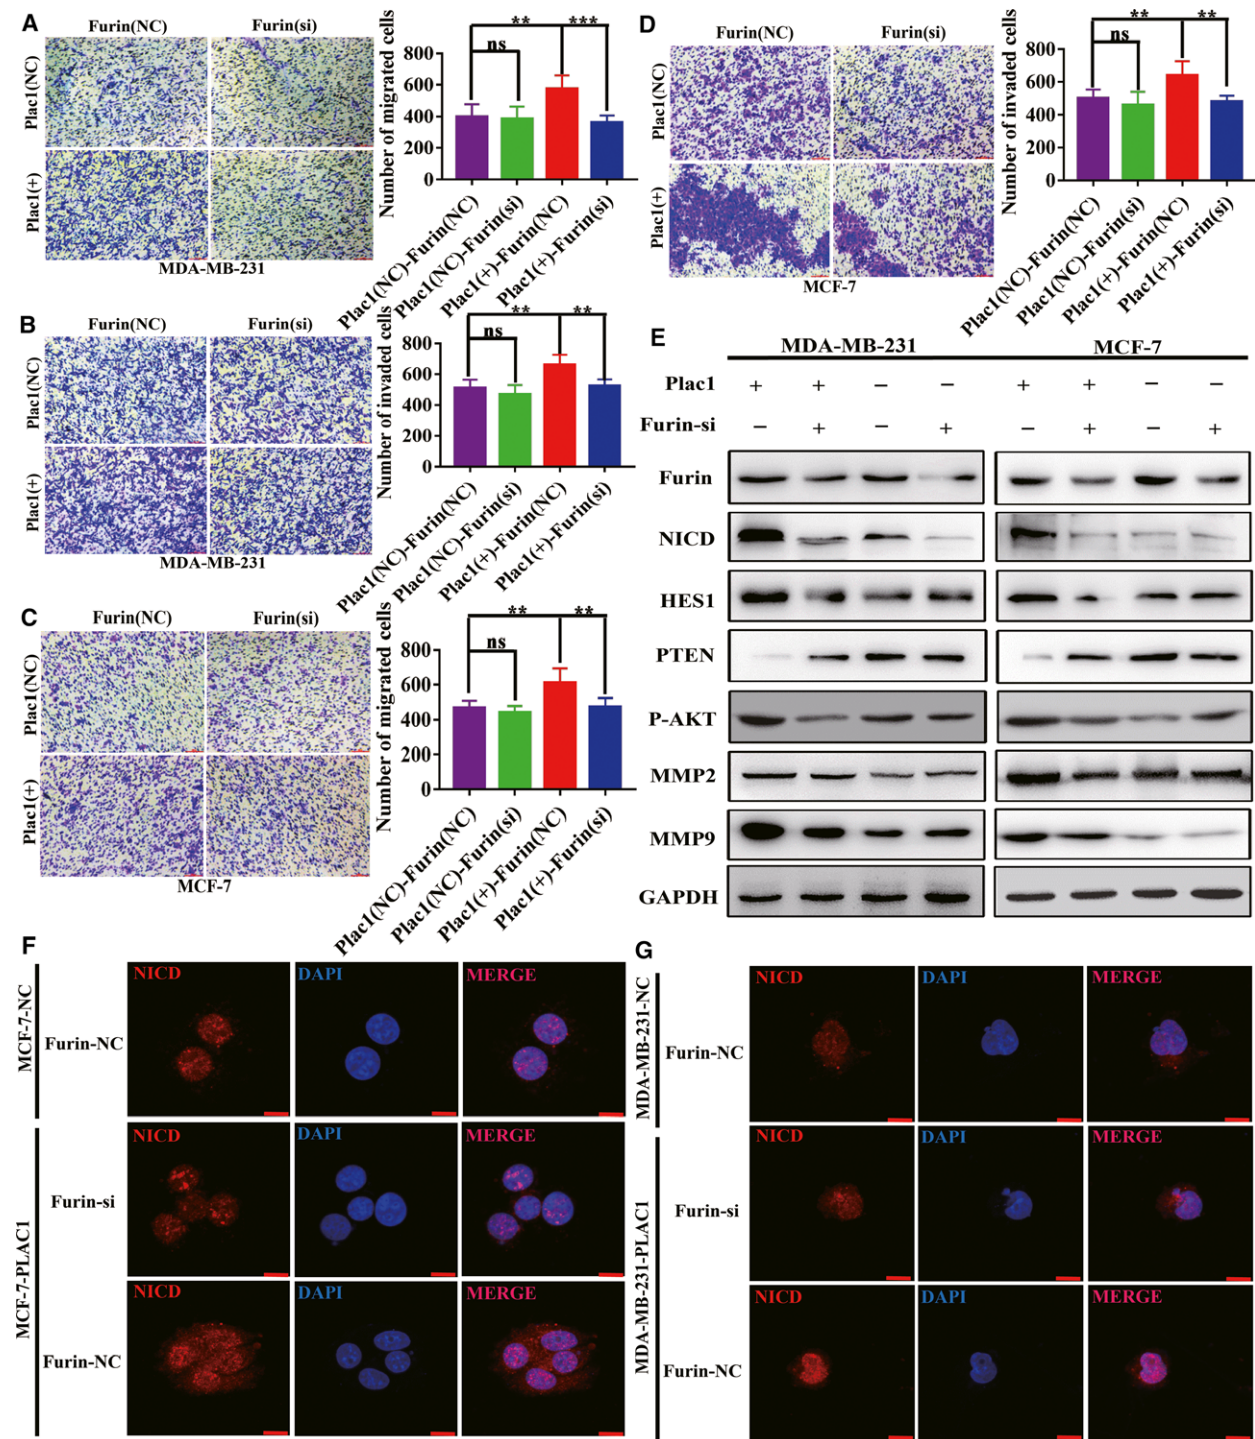 A
Furin(NC) Furin(si)
Plac1(NC)
Plac1(+)
MDA-MB-231
Number of migrated cells
800
600
400
200
0
ns ** ***
Plac1(NC)-Furin(NC)
Plac1(NC)-Furin(si)
Plac1(+)-Furin(NC)
Plac1(+)-Furin(si)
B
Furin(NC) Furin(si)
Plac1(NC)
Plac1(+)
MDA-MB-231
Number of invaded cells
800
600
400
200
0
ns ** **
Plac1(NC)-Furin(NC)
Plac1(NC)-Furin(si)
Plac1(+)-Furin(NC)
Plac1(+)-Furin(si)
C
Furin(NC) Furin(si)
Plac1(NC)
Plac1(+)
MCF-7
Number of migrated cells
800
600
400
200
0
ns ** **
Plac1(NC)-Furin(NC)
Plac1(NC)-Furin(si)
Plac1(+)-Furin(NC)
Plac1(+)-Furin(si)
D
Furin(NC) Furin(si)
Plac1(NC)
Plac1(+)
MCF-7
Number of invaded cells
800
600
400
200
0
ns ** **
Plac1(NC)-Furin(NC)
Plac1(NC)-Furin(si)
Plac1(+)-Furin(NC)
Plac1(+)-Furin(si)
E
MDA-MB-231 MCF-7
Plac1 + + − − + + − −
Furin-si − + − + − + − +
Furin
NICD
HES1
PTEN
P-AKT
MMP2
MMP9
GAPDH
F
MCF-7-NC
Furin-NC
NICD DAPI MERGE
MCF-7-PLAC1
Furin-si
NICD DAPI MERGE
Furin-NC
NICD DAPI MERGE
G
MDA-MB-231-NC
Furin-NC
NICD DAPI MERGE
MDA-MB-231-PLAC1
Furin-si
NICD DAPI MERGE
Furin-NC
NICD DAPI MERGE